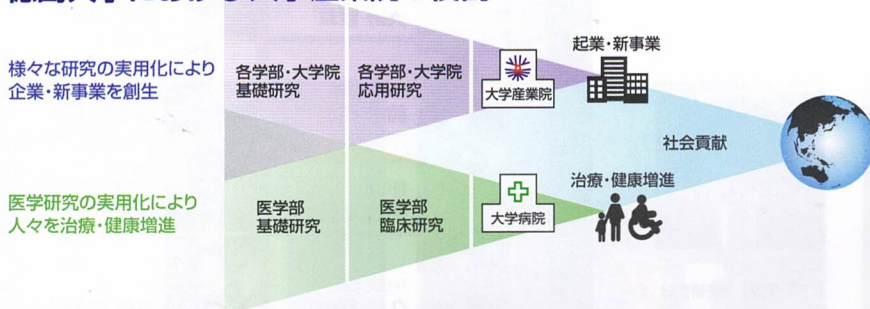 様々な研究の実用化により
企業・新事業を創生
各学部・大学院
基礎研究
各学部・大学院
応用研究
大学産業院
起業・新事業
社会貢献
医学研究の実用化により
人々を治療・健康増進
医学部
基礎研究
医学部
臨床研究
大学病院
治療・健康増進